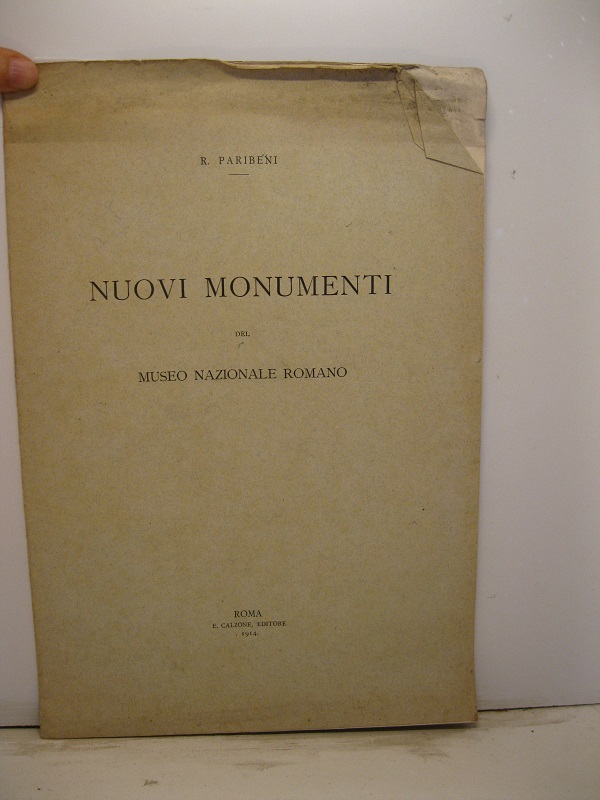 R. PARIBENI
NUOVI MONUMENTI
DEL
MUSEO NAZIONALE ROMANO
ROMA
E. CALZONE, EDITORE
1914